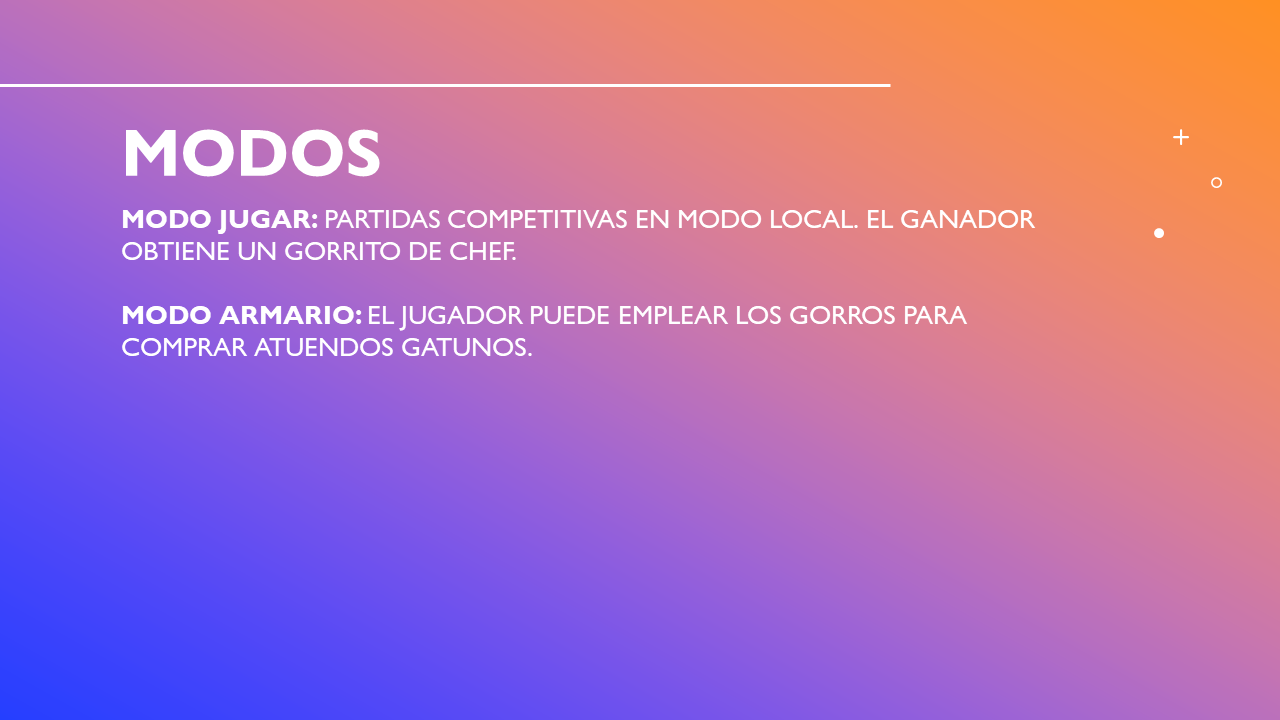 MODOS
MODO JUGAR: PARTIDAS COMPETITIVAS EN MODO LOCAL. EL GANADOR
OBTIENE UN GORRITO DE CHEF.
MODO ARMARIO: EL JUGADOR PUEDE EMPLEAR LOS GORROS PARA
COMPRAR ATUENDOS GATUNOS.